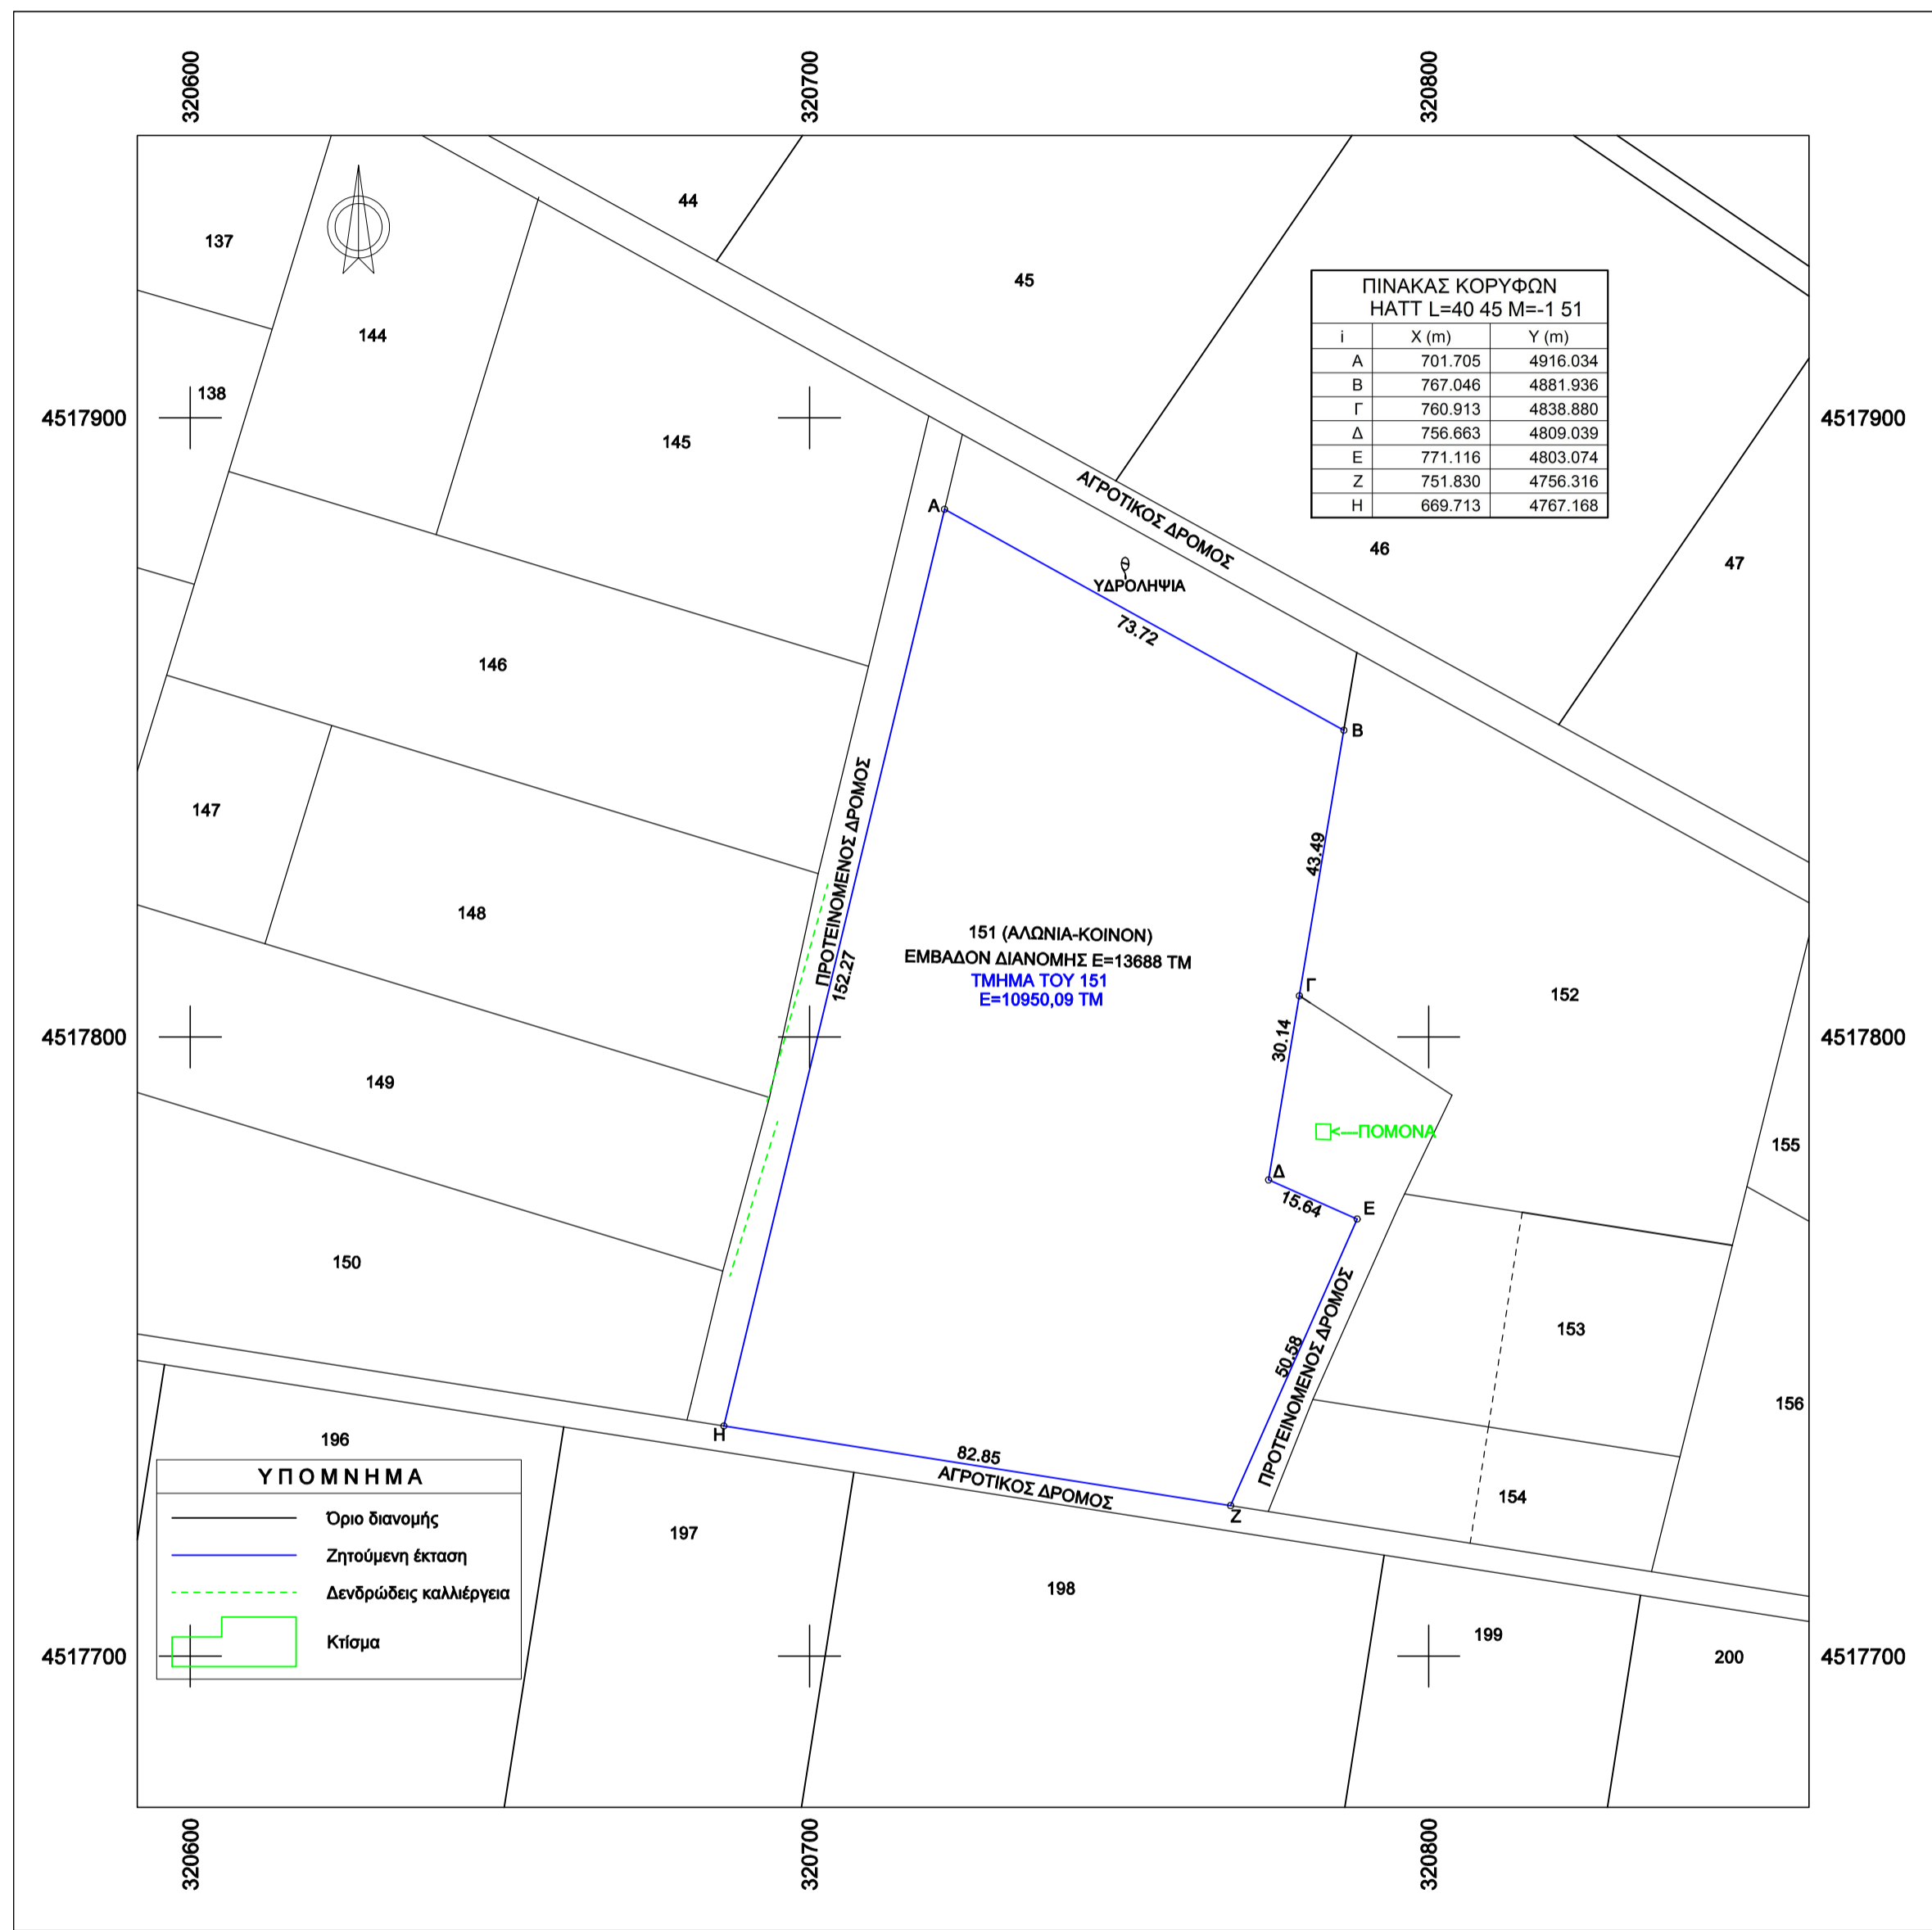 320600
320700
320800
44
137
45
ΠΙΝΑΚΑΣ ΚΟΡΥΦΩΝ
HATT L=40 45 M=-1 51
i X (m) Y (m)
Α 701.705 4916.034
Β 767.046 4881.936
Γ 760.913 4838.880
Δ 756.663 4809.039
Ε 771.116 4803.074
Ζ 751.830 4756.316
Η 669.713 4767.168
144
138
4517900
4517900
145
Α
ΑΓΡΟΤΙΚΟΣ ΔΡΟΜΟΣ
46
47
ΥΔΡΟΛΗΨΙΑ
73.72
146
Β
147
ΠΡΟΤΕΙΝΟΜΕΝΟΣ ΔΡΟΜΟΣ
43.49
148
151 (ΑΛΩΝΙΑ-ΚΟΙΝΟΝ)
ΕΜΒΑΔΟΝ ΔΙΑΝΟΜΗΣ Ε=13688 ΤΜ
ΤΜΗΜΑ ΤΟΥ 151
Ε=10950,09 ΤΜ
152.27
Γ
152
4517800
30.14
4517800
149
ΠΟΜΟΝΑ
155
Δ
15.64
Ε
150
153
50.58
ΠΡΟΤΕΙΝΟΜΕΝΟΣ ΔΡΟΜΟΣ
156
Η
196
82.85
ΑΓΡΟΤΙΚΟΣ ΔΡΟΜΟΣ
154
Ζ
197
ΥΠΟΜΝΗΜΑ
Όριο διανομής
Ζητούμενη έκταση
Δενδρώδεις καλλιέργεια
Κτίσμα
198
199
200
4517700
4517700
320600
320700
320800